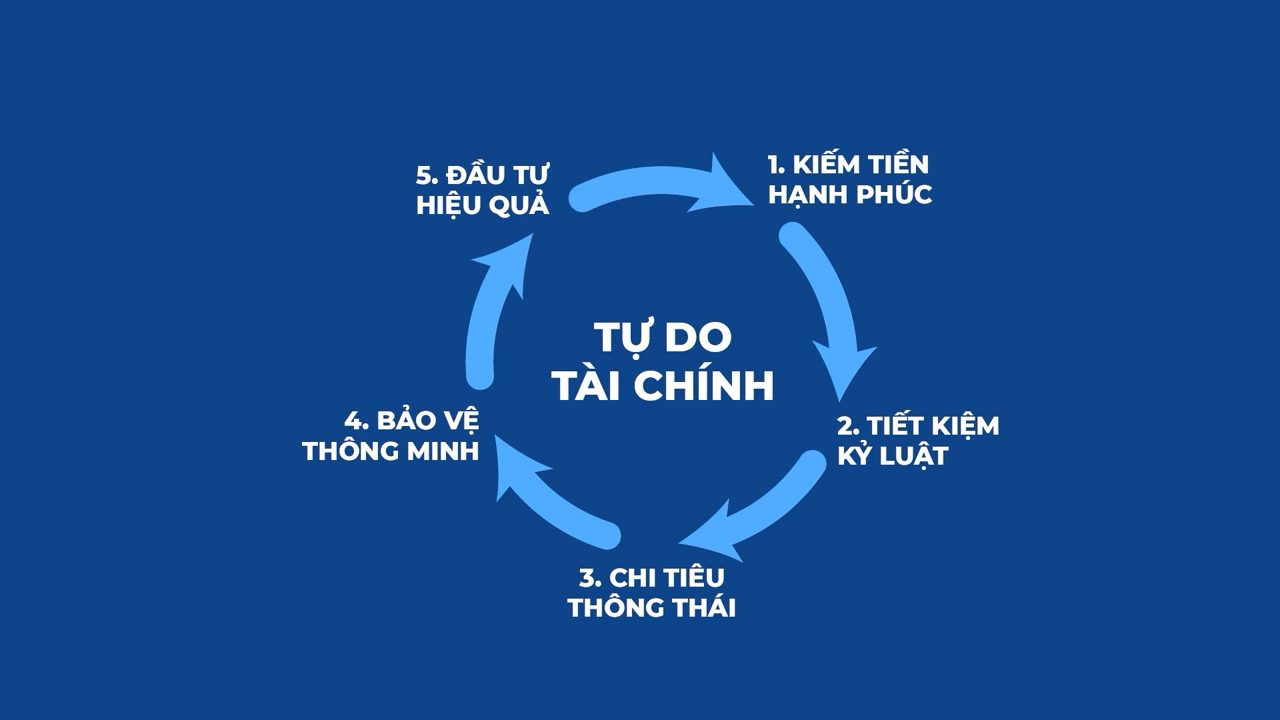 TỰ DO
TÀI CHÍNH
1. KIẾM TIỀN
HẠNH PHÚC
2. TIẾT KIỆM
KỶ LUẬT
3. CHI TIÊU
THÔNG THÁI
4. BẢO VỆ
THÔNG MINH
5. ĐẦU TƯ
HIỆU QUẢ